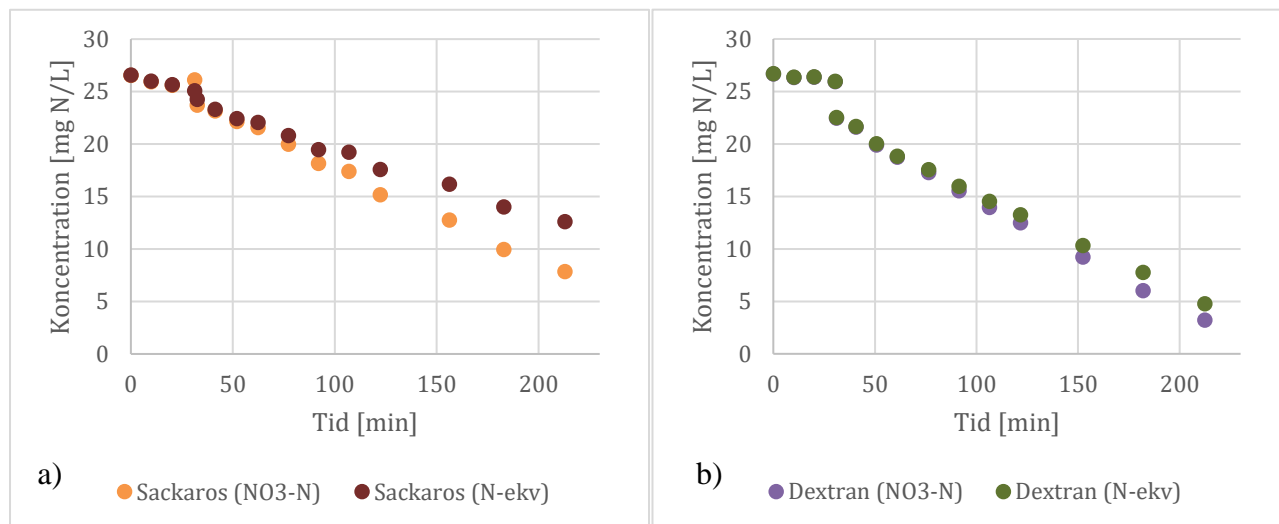 Koncentration [mg N/L]
30
25
20
15
10
5
0
0 50 100 150 200
Tid [min]
a)
Sackaros (NO3-N) Sackaros (N-ekv)
Koncentration [mg N/L]
30
25
20
15
10
5
0
0 50 100 150 200
Tid [min]
b)
Dextran (NO3-N) Dextran (N-ekv)